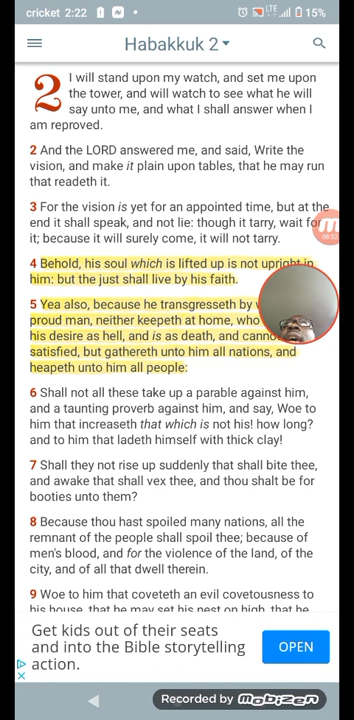 cricket 2:22 LTE 15%
Habakkuk 2
2 I will stand upon my watch, and set me upon
the tower, and will watch to see what he will
say unto me, and what I shall answer when I
am reproved.
2 And the LORD answered me, and said, Write the
vision, and make it plain upon tables, that he may run
that readeth it.
3 For the vision is yet for an appointed time, but at the
end it shall speak, and not lie: though it tarry, wait for
it; because it will surely come, it will not tarry.
4 Behold, his soul which is lifted up is not upright in
him: but the just shall live by his faith.
5 Yea also, because he transgresseth by
proud man, neither keepeth at home, who
his desire as hell, and is as death, and
satisfied, but gathereth unto him all nations, and
heapeth unto him all people:
6 Shall not all these take up a parable against him,
and a taunting proverb against him, and say, Woe to
him that increaseth that which is not his! how long?
and to him that ladeth himself with thick clay!
7 Shall they not rise up suddenly that shall bite thee,
and awake that shall vex thee, and thou shalt be for
booties unto them?
8 Because thou hast spoiled many nations, all the
remnant of the people shall spoil thee; because of
men's blood, and for the violence of the land, of the
city, and of all that dwell therein.
9 Woe to him that coveteth an evil covetousness to
his house, that he may set his nest on high, that he
Get kids out of their seats
and into the Bible storytelling
action.
OPEN
Recorded by MOBIZEN